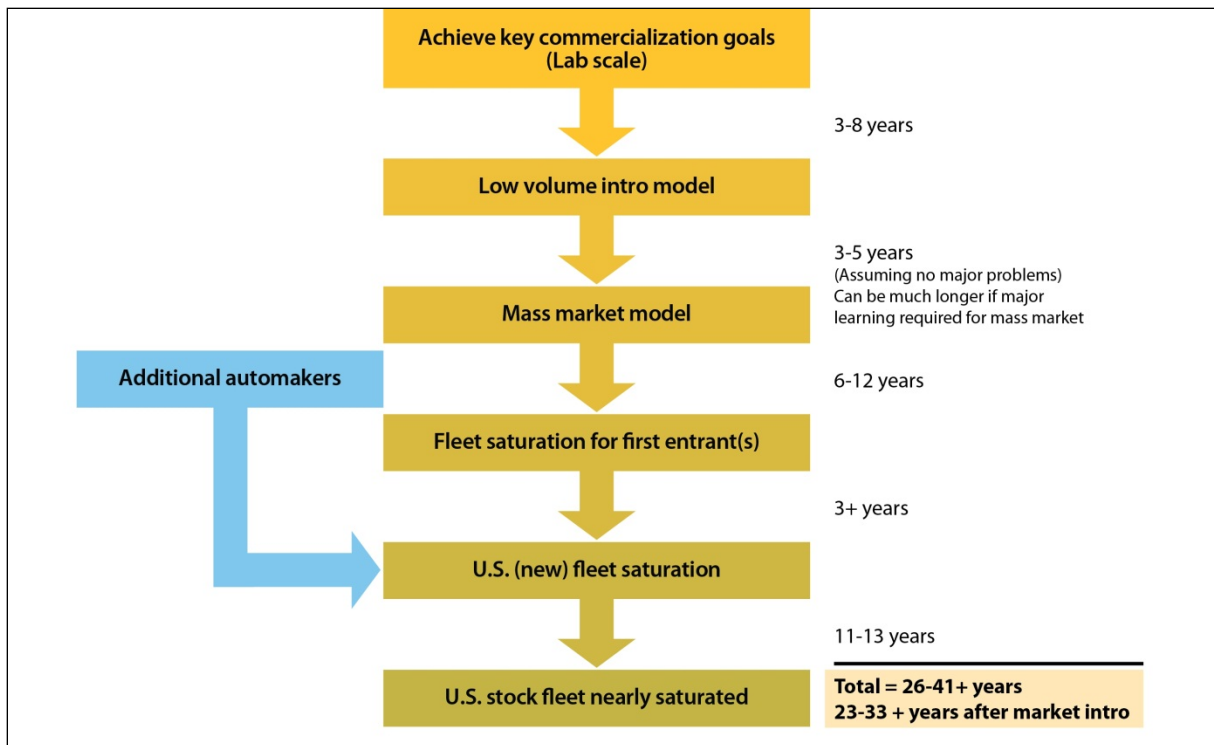 Achieve key commercialization goals
(Lab scale)
3-8 years
Low volume intro model
3-5 years
(Assuming no major problems)
Can be much longer if major
learning required for mass market
Mass market model
Additional automakers
6-12 years
Fleet saturation for first entrant(s)
3+ years
U.S. (new) fleet saturation
11-13 years
U.S. stock fleet nearly saturated
Total = 26-41+ years
23-33 + years after market intro